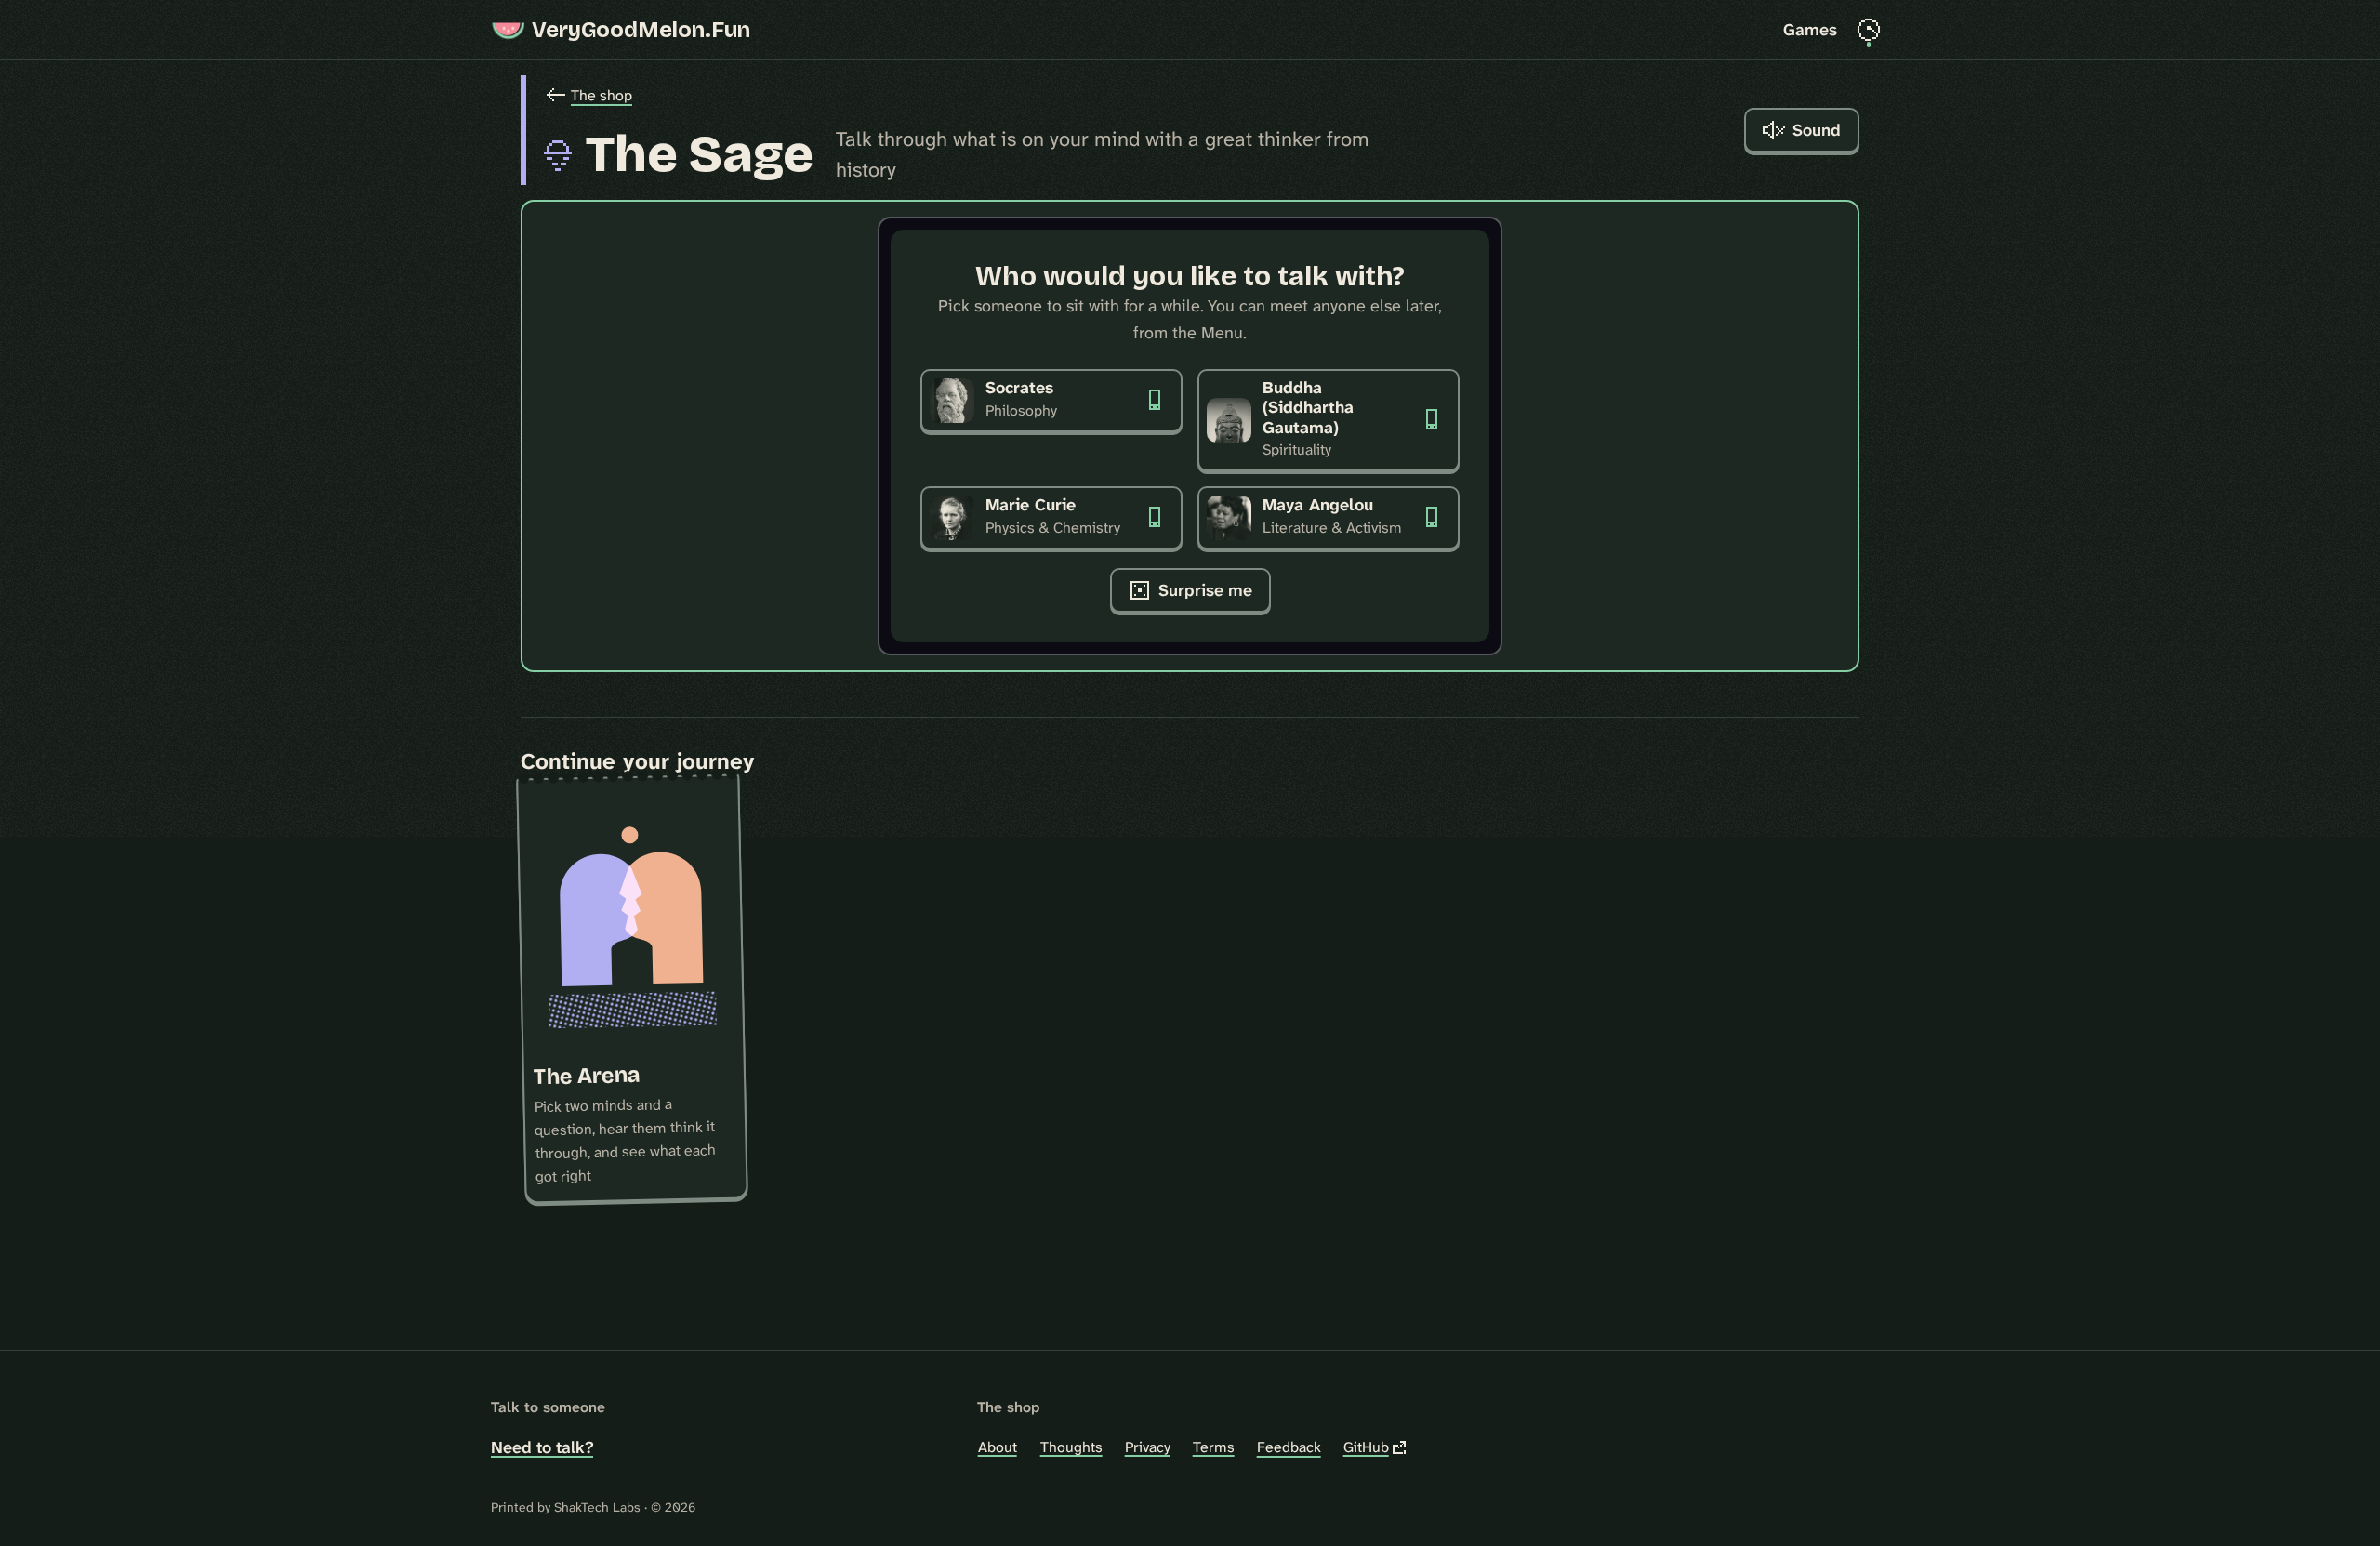 VeryGoodMelon.Fun
Games
The shop
The Sage
Talk through what is on your mind with a great thinker from
history
Sound
Who would you like to talk with?
Pick someone to sit with for a while. You can meet anyone else later,
from the Menu.
Socrates
Philosophy
Buddha
(Siddhartha
Gautama)
Spirituality
Marie Curie
Physics & Chemistry
Maya Angelou
Literature & Activism
Surprise me
Continue your journey
The Arena
Pick two minds and a
question, hear them think it
through, and see what each
got right
Talk to someone
Need to talk?
The shop
About Thoughts Privacy Terms Feedback GitHub
Printed by ShakTech Labs · © 2026